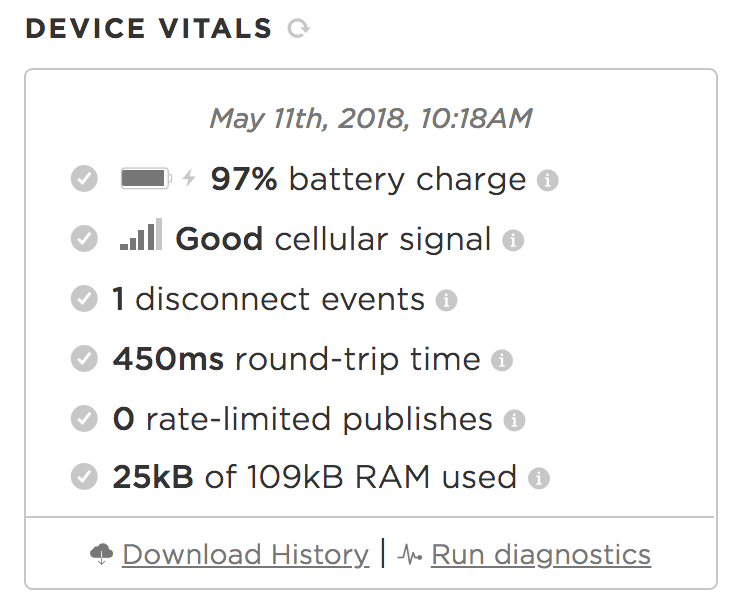 DEVICE VITALS
May 11th, 2018, 10:18AM
97% battery charge
Good cellular signal
1 disconnect events
450ms round-trip time
0 rate-limited publishes
25kB of 109kB RAM used
Download History | Run diagnostics